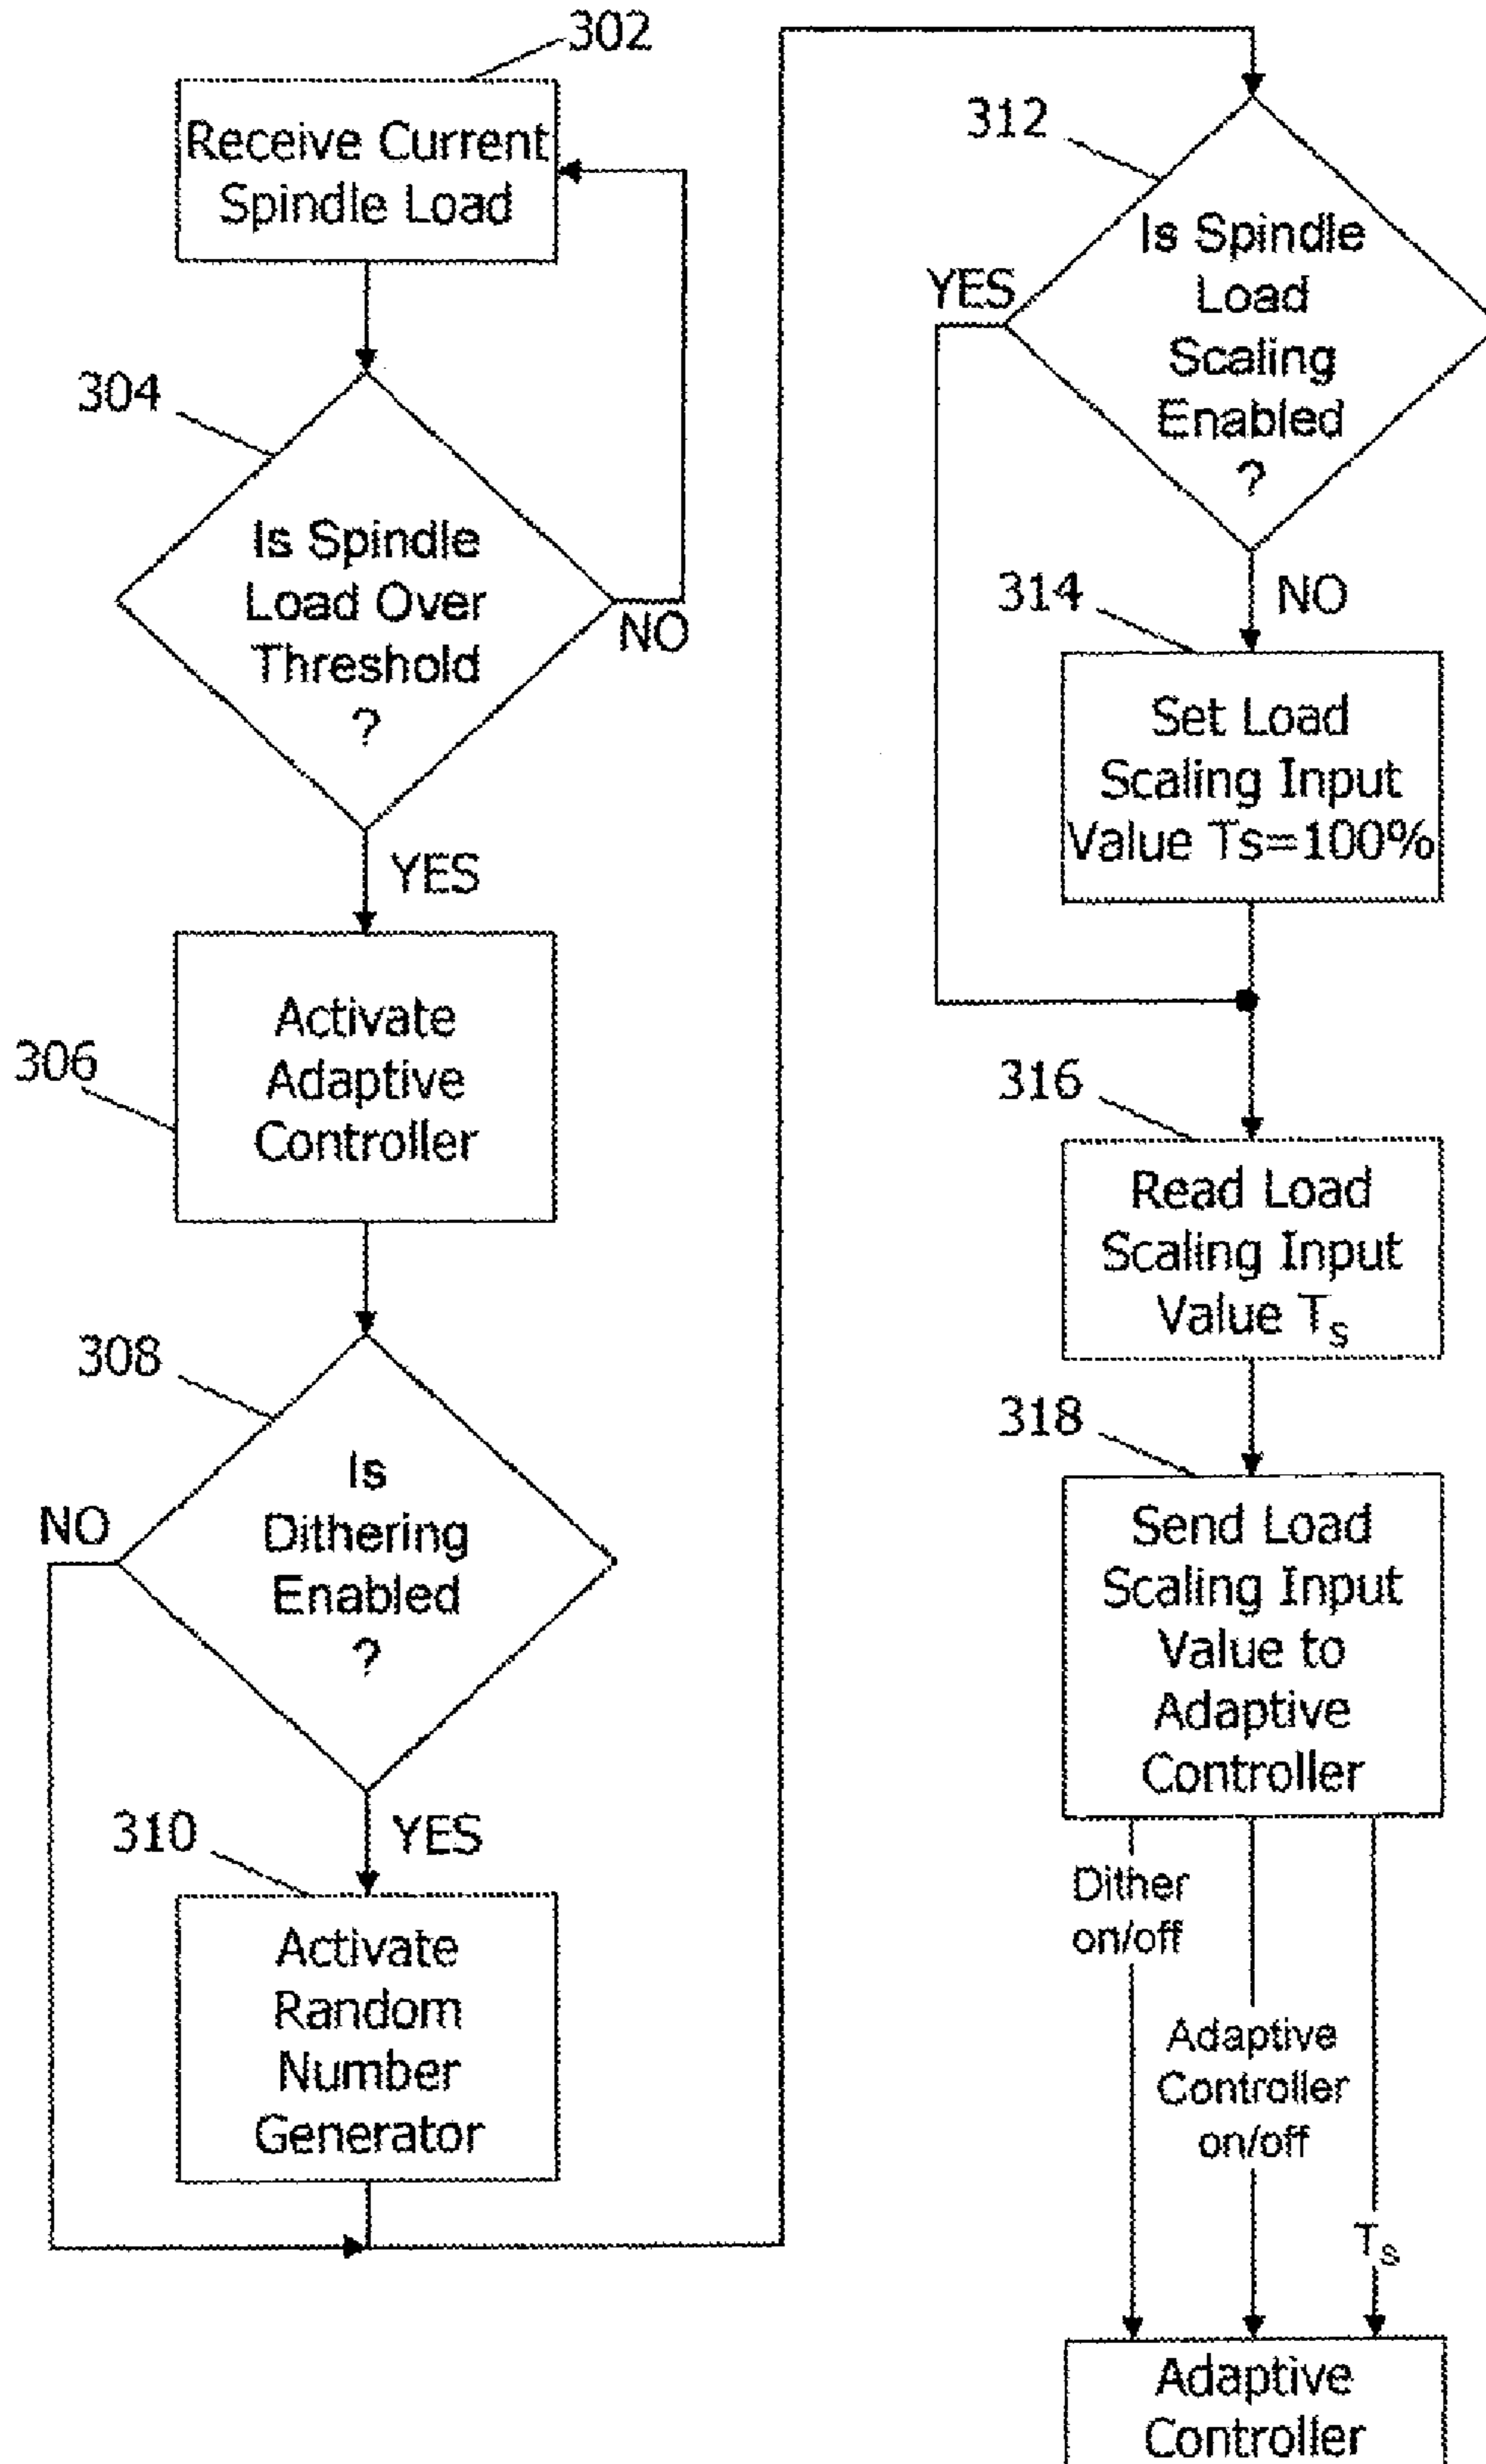 302
Receive Current
Spindle Load
304
Is Spindle
Load Over
Threshold
?
NO
YES
306
Activate
Adaptive
Controller
308
Is
Dithering
Enabled
?
NO
YES
310
Activate
Random
Number
Generator
312
Is Spindle
Load
Scaling
Enabled
?
YES
NO
314
Set Load
Scaling Input
Value Ts=100%
316
Read Load
Scaling Input
Value Ts
318
Send Load
Scaling Input
Value to
Adaptive
Controller
Dither
on/off
Adaptive
Controller
on/off
Ts
Adaptive
Controller